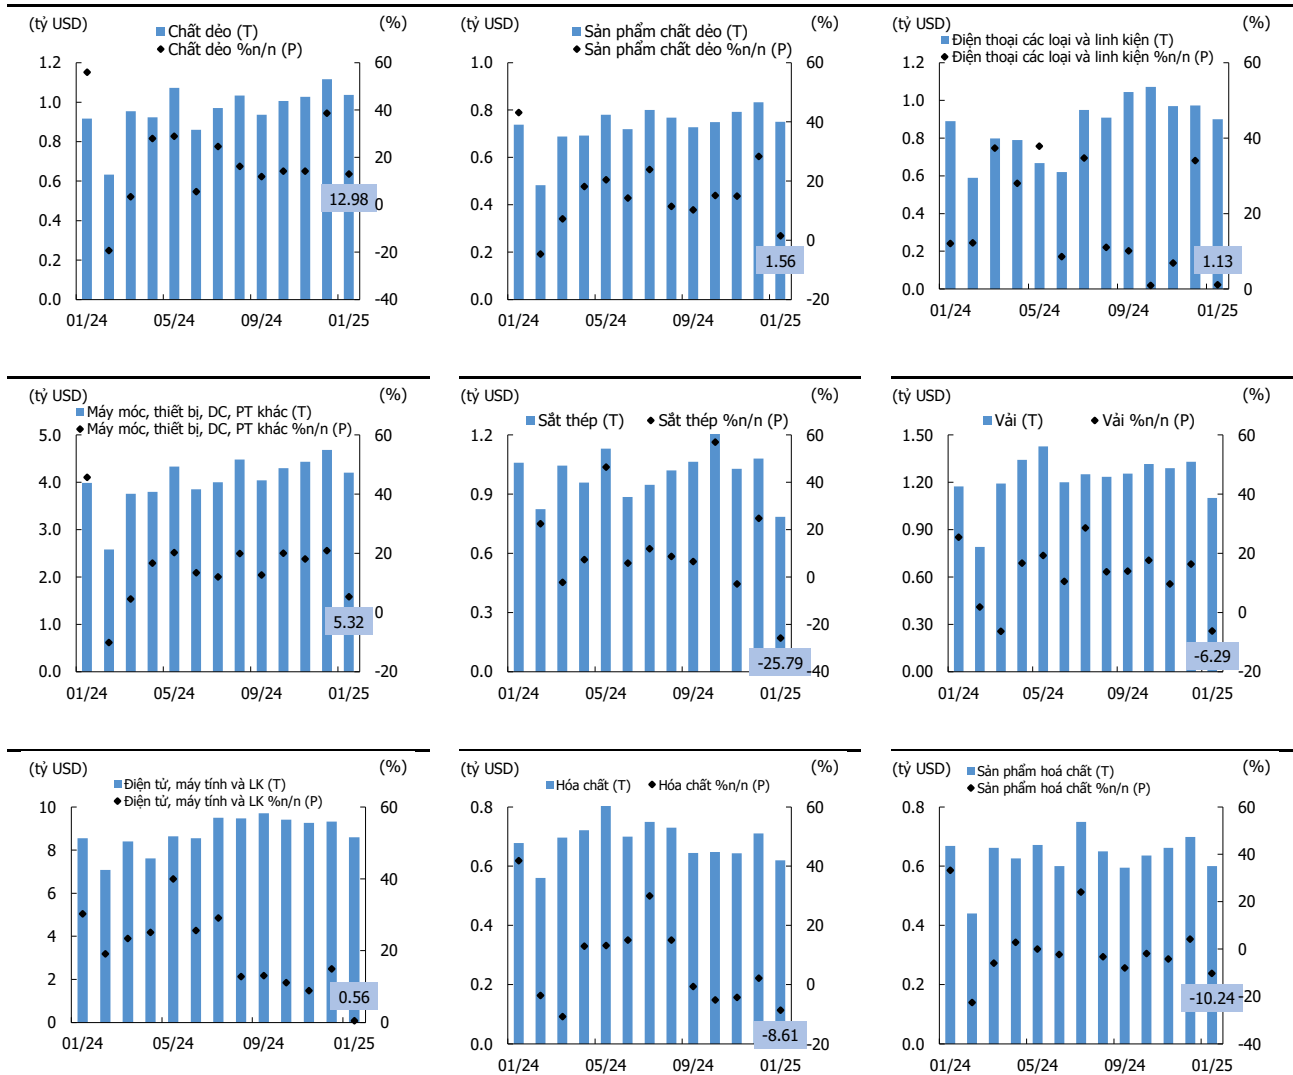 (tỷ USD) (%)
Chất dẻo (T)
Chất dẻo %n/n (P)
1.2 60
1.0 40
0.8 20
0.6
12.98 0
0.4
0.2 -20
0.0 -40
01/24 05/24 09/24 01/25
(tỷ USD) (%)
Sản phẩm chất dẻo (T)
Sản phẩm chất dẻo %n/n (P)
1.0 60
0.8 40
0.6 20
0.4
0
0.2 1.56
0.0 -20
01/24 05/24 09/24 01/25
(tỷ USD) (%)
Điện thoại các loại và linh kiện (T)
Điện thoại các loại và linh kiện %n/n (P)
1.2 60
1.0
0.8 40
0.6
0.4 20
0.2 1.13
0.0 0
01/24 05/24 09/24 01/25
(tỷ USD) (%)
Máy móc, thiết bị, DC, PT khác (T)
Máy móc, thiết bị, DC, PT khác %n/n (P)
5.0 60
4.0 40
3.0
2.0 20
1.0 5.32 0
0.0 -20
01/24 05/24 09/24 01/25
(tỷ USD) (%)
Sắt thép (T) Sắt thép %n/n (P)
1.2 60
0.9 40
20
0.6 0
0.3 -20
0.0 -25.79 -40
01/24 05/24 09/24 01/25
(tỷ USD) (%)
Vải (T) Vải %n/n (P)
1.50 60
1.20 40
0.90
0.60 20
0.30 0
-6.29
0.00 -20
01/24 05/24 09/24 01/25
(tỷ USD) (%)
Điện tử, máy tính và LK (T)
Điện tử, máy tính và LK %n/n (P)
10 60
8
6 40
4 20
2
0.56
0 0
01/24 05/24 09/24 01/25
(tỷ USD) (%)
Hóa chất (T) Hóa chất %n/n (P)
0.8 60
0.6 40
0.4 20
0.2 0
-8.61
0.0 -20
01/24 05/24 09/24 01/25
(tỷ USD) (%)
Sản phẩm hoá chất (T)
Sản phẩm hoá chất %n/n (P)
0.8 60
40
0.6
20
0.4
0
0.2 -10.24 -20
0.0 -40
01/24 05/24 09/24 01/25